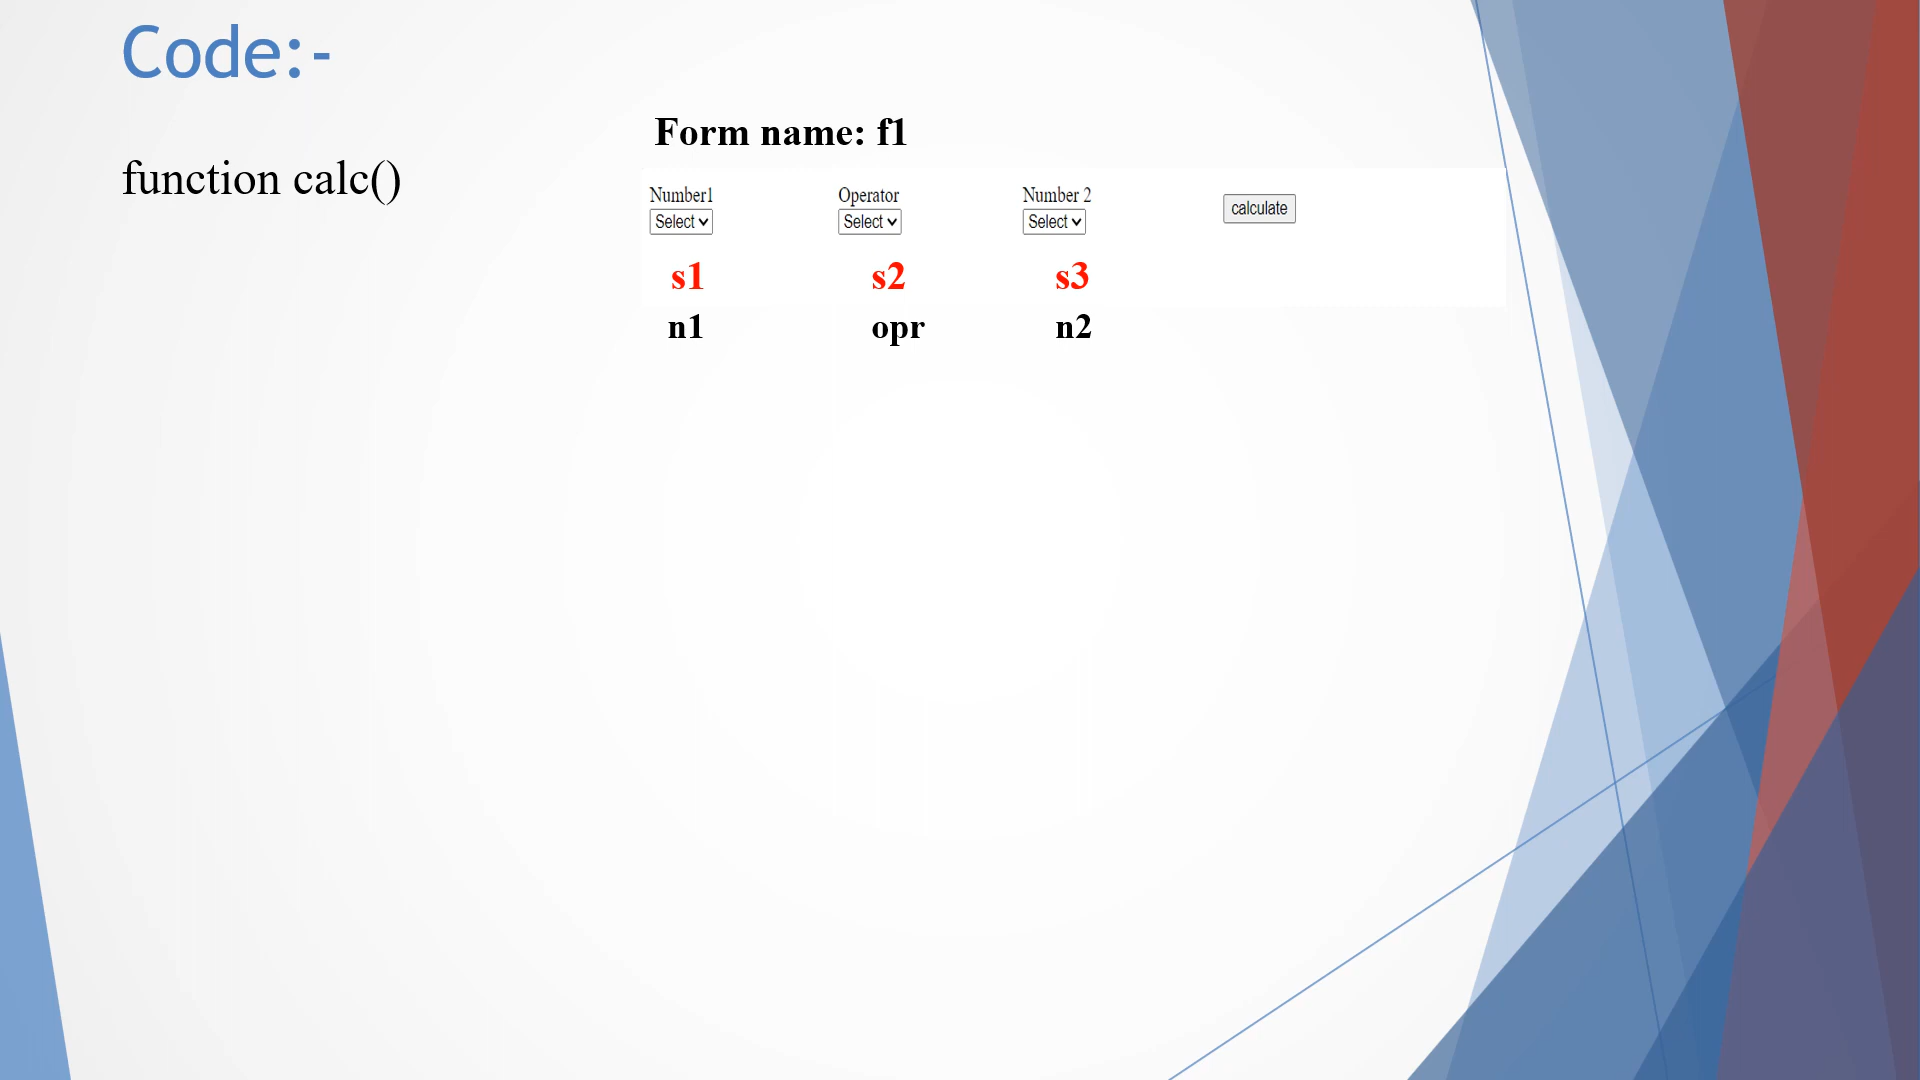 Code:-
Form name: f1
function calc()
Number1 Operator Number 2 calculate
Select Select Select
s1 s2 s3
n1 opr n2